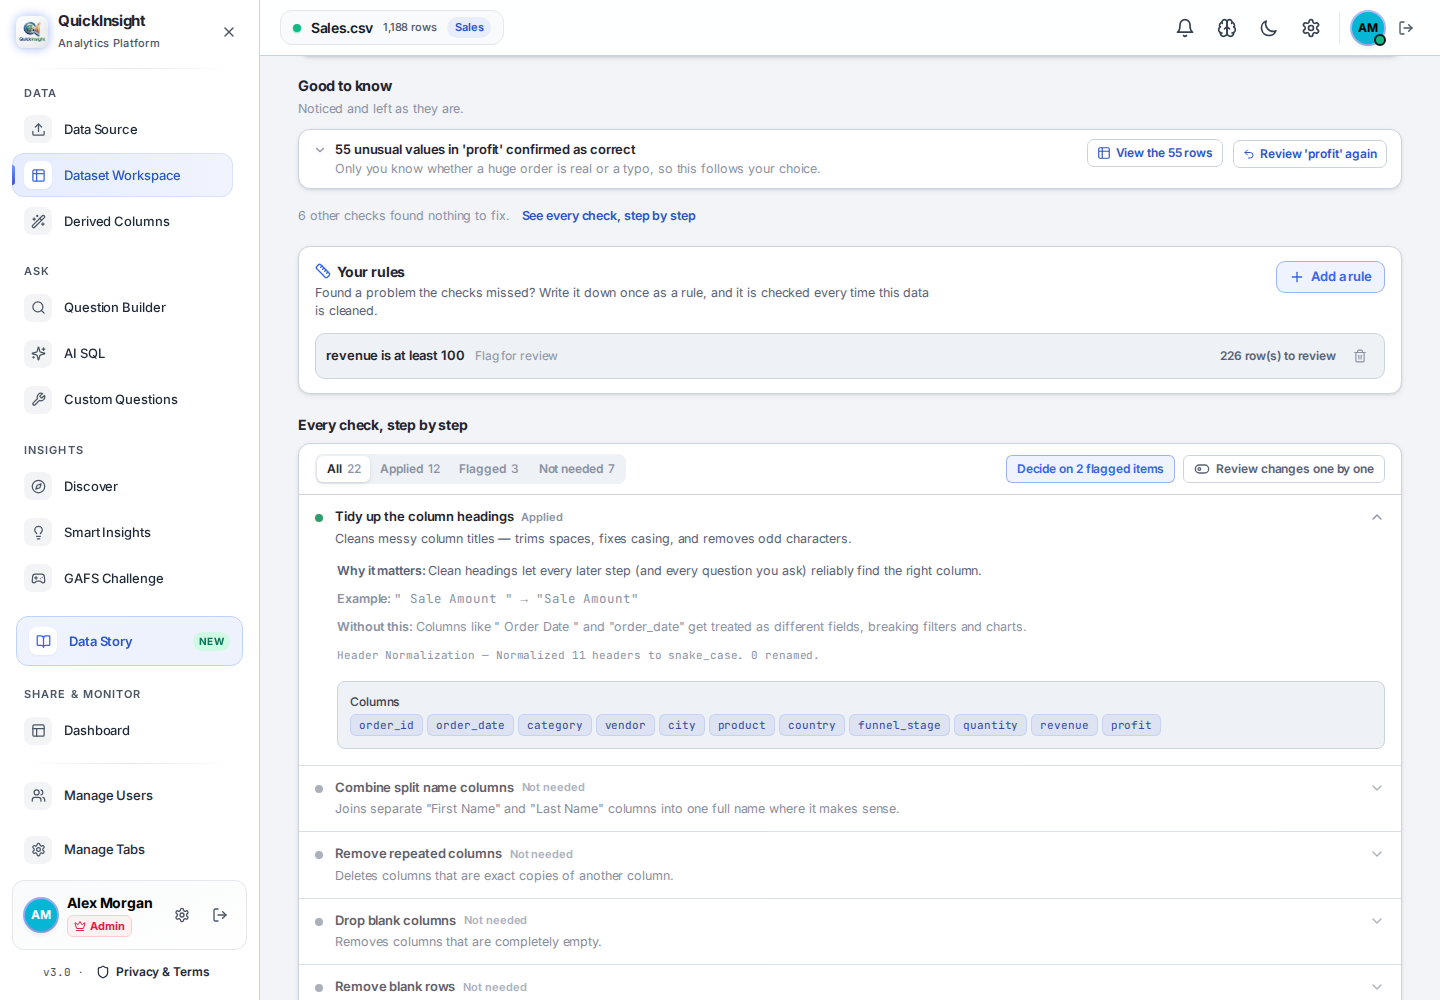 QuickInsight
Analytics Platform
DATA
Data Source
Dataset Workspace
Derived Columns
ASK
Question Builder
AI SQL
Custom Questions
INSIGHTS
Discover
Smart Insights
GAFS Challenge
Data Story NEW
SHARE & MONITOR
Dashboard
Manage Users
Manage Tabs
AM Alex Morgan
Admin
v3.0 · Privacy & Terms
Sales.csv 1,188 rows Sales
AM
Good to know
Noticed and left as they are.
55 unusual values in 'profit' confirmed as correct
Only you know whether a huge order is real or a typo, so this follows your choice.
View the 55 rows
Review 'profit' again
6 other checks found nothing to fix. See every check, step by step
Your rules
Found a problem the checks missed? Write it down once as a rule, and it is checked every time this data
is cleaned.
Add a rule
revenue is at least 100 Flag for review 226 row(s) to review
Every check, step by step
All 22 Applied 12 Flagged 3 Not needed 7
Decide on 2 flagged items
Review changes one by one
Tidy up the column headings Applied
Cleans messy column titles — trims spaces, fixes casing, and removes odd characters.
Why it matters: Clean headings let every later step (and every question you ask) reliably find the right column.
Example: " Sale Amount " → "Sale Amount"
Without this: Columns like " Order Date " and "order_date" get treated as different fields, breaking filters and charts.
Header Normalization — Normalized 11 headers to snake_case. 0 renamed.
Columns
order_id order_date category vendor city product country funnel_stage quantity revenue profit
Combine split name columns Not needed
Joins separate "First Name" and "Last Name" columns into one full name where it makes sense.
Remove repeated columns Not needed
Deletes columns that are exact copies of another column.
Drop blank columns Not needed
Removes columns that are completely empty.
Remove blank rows Not needed